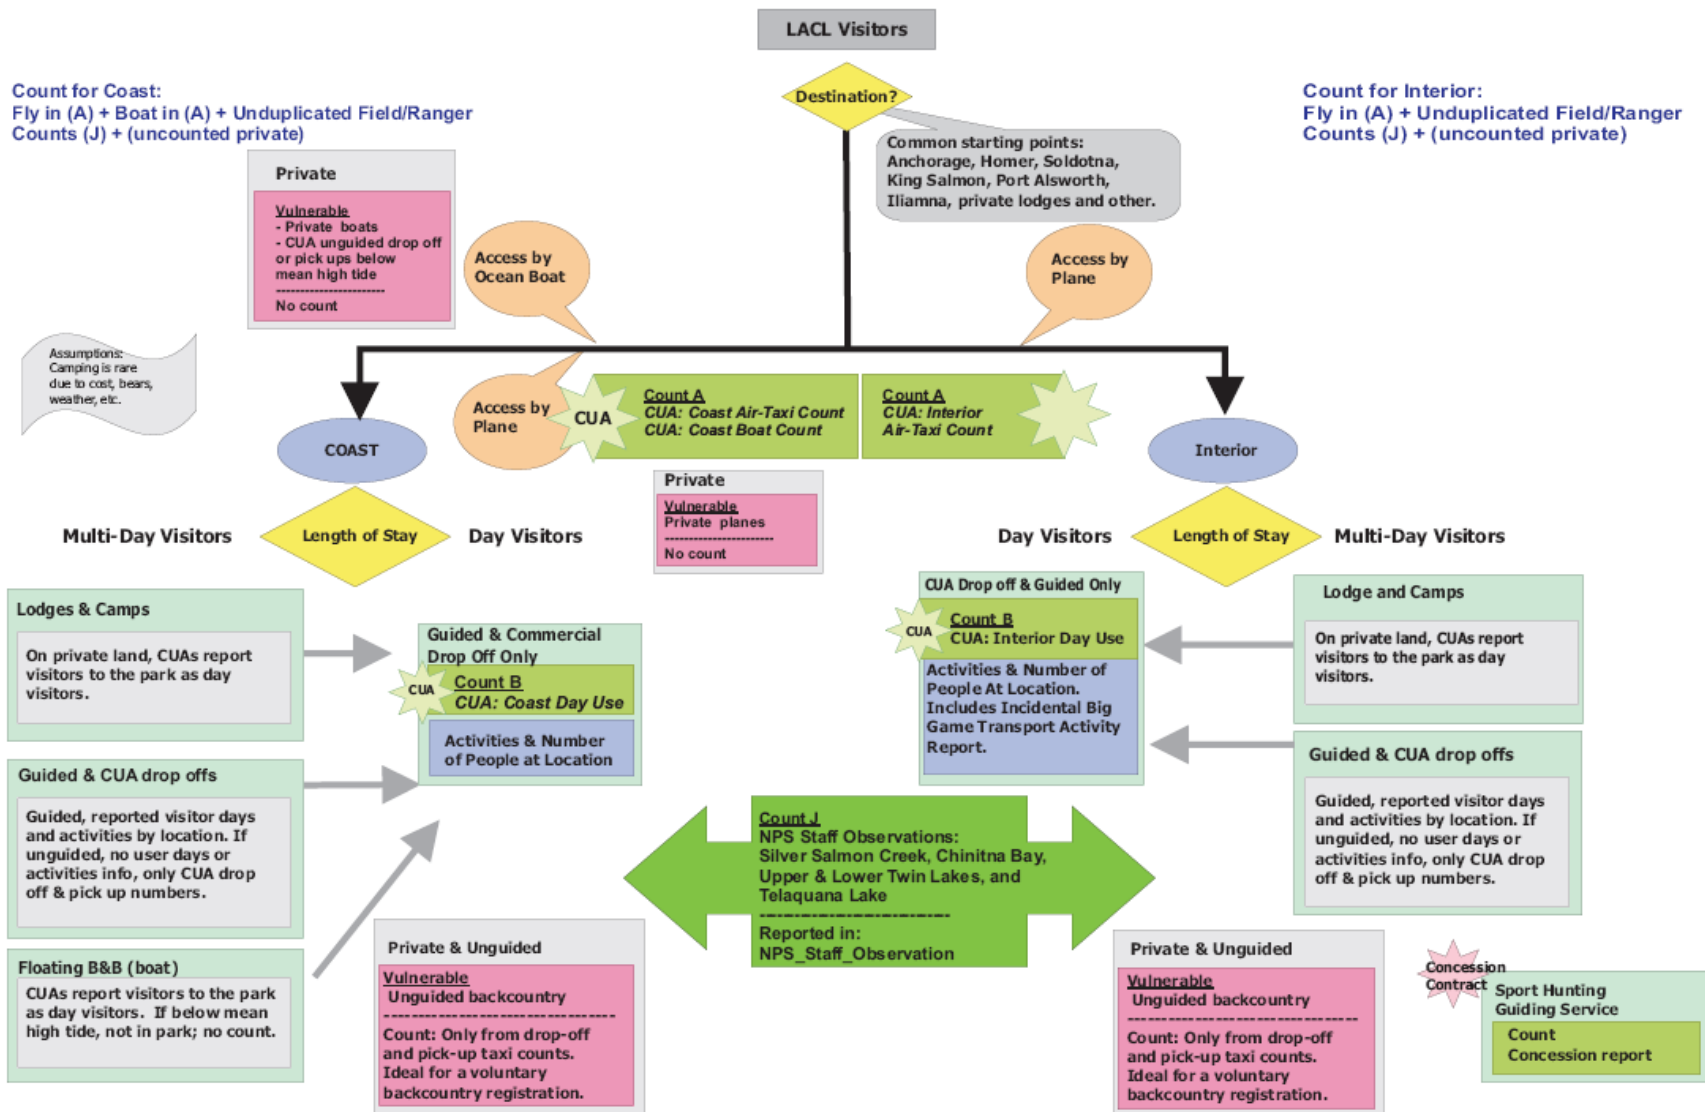 LACL Visitors
Count for Coast:
Fly in (A) + Boat in (A) + Unduplicated Field/Ranger
Counts (J) + (uncounted private)
Destination?
Count for Interior:
Fly in (A) + Unduplicated Field/Ranger
Counts (J) + (uncounted private)
Common starting points:
Anchorage, Homer, Soldotna,
King Salmon, Port Alsworth,
Iliamna, private lodges and other.
Private
Vulnerable
- Private boats
- CUA unguided drop off
or pick ups below
mean high tide
------------------------
No count
Access by
Ocean Boat
Access by
Plane
Assumptions:
Camping is rare
due to cost, bears,
weather, etc.
Access by
Plane
CUA
Count A
CUA: Coast Air-Taxi Count
CUA: Coast Boat Count
Count A
CUA: Interior
Air-Taxi Count
COAST
Interior
Private
Vulnerable
Private planes
------------------------
No count
Multi-Day Visitors
Length of Stay
Day Visitors
Day Visitors
Length of Stay
Multi-Day Visitors
Lodges & Camps
On private land, CUAs report
visitors to the park as day
visitors.
Guided & Commercial
Drop Off Only
CUA
Count B
CUA: Coast Day Use
Activities & Number
of People at Location
CUA Drop off & Guided Only
CUA
Count B
CUA: Interior Day Use
Activities & Number of
People At Location.
Includes Incidental Big
Game Transport Activity
Report.
Lodge and Camps
On private land, CUAs report
visitors to the park as day
visitors.
Guided & CUA drop offs
Guided, reported visitor days
and activities by location. If
unguided, no user days or
activities info, only CUA drop
off & pick up numbers.
Guided & CUA drop offs
Guided, reported visitor days
and activities by location. If
unguided, no user days or
activities info, only CUA drop
off & pick up numbers.
Count J
NPS Staff Observations:
Silver Salmon Creek, Chinitna Bay,
Upper & Lower Twin Lakes, and
Telaquana Lake
--------------------------------
Reported in:
NPS_Staff_Observation
Floating B&B (boat)
CUAs report visitors to the park
as day visitors. If below mean
high tide, not in park; no count.
Private & Unguided
Vulnerable
Unguided backcountry
----------------------------------
Count: Only from drop-off
and pick-up taxi counts.
Ideal for a voluntary
backcountry registration.
Private & Unguided
Vulnerable
Unguided backcountry
----------------------------------
Count: Only from drop-off
and pick-up taxi counts.
Ideal for a voluntary
backcountry registration.
Concession
Contract
Sport Hunting
Guiding Service
Count
Concession report